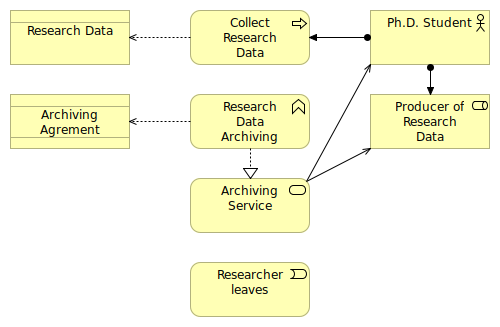 Research Data
Collect
Research
Data
Ph.D. Student
Archiving
Agrement
Research
Data
Archiving
Producer of
Research
Data
Archiving
Service
Researcher
leaves